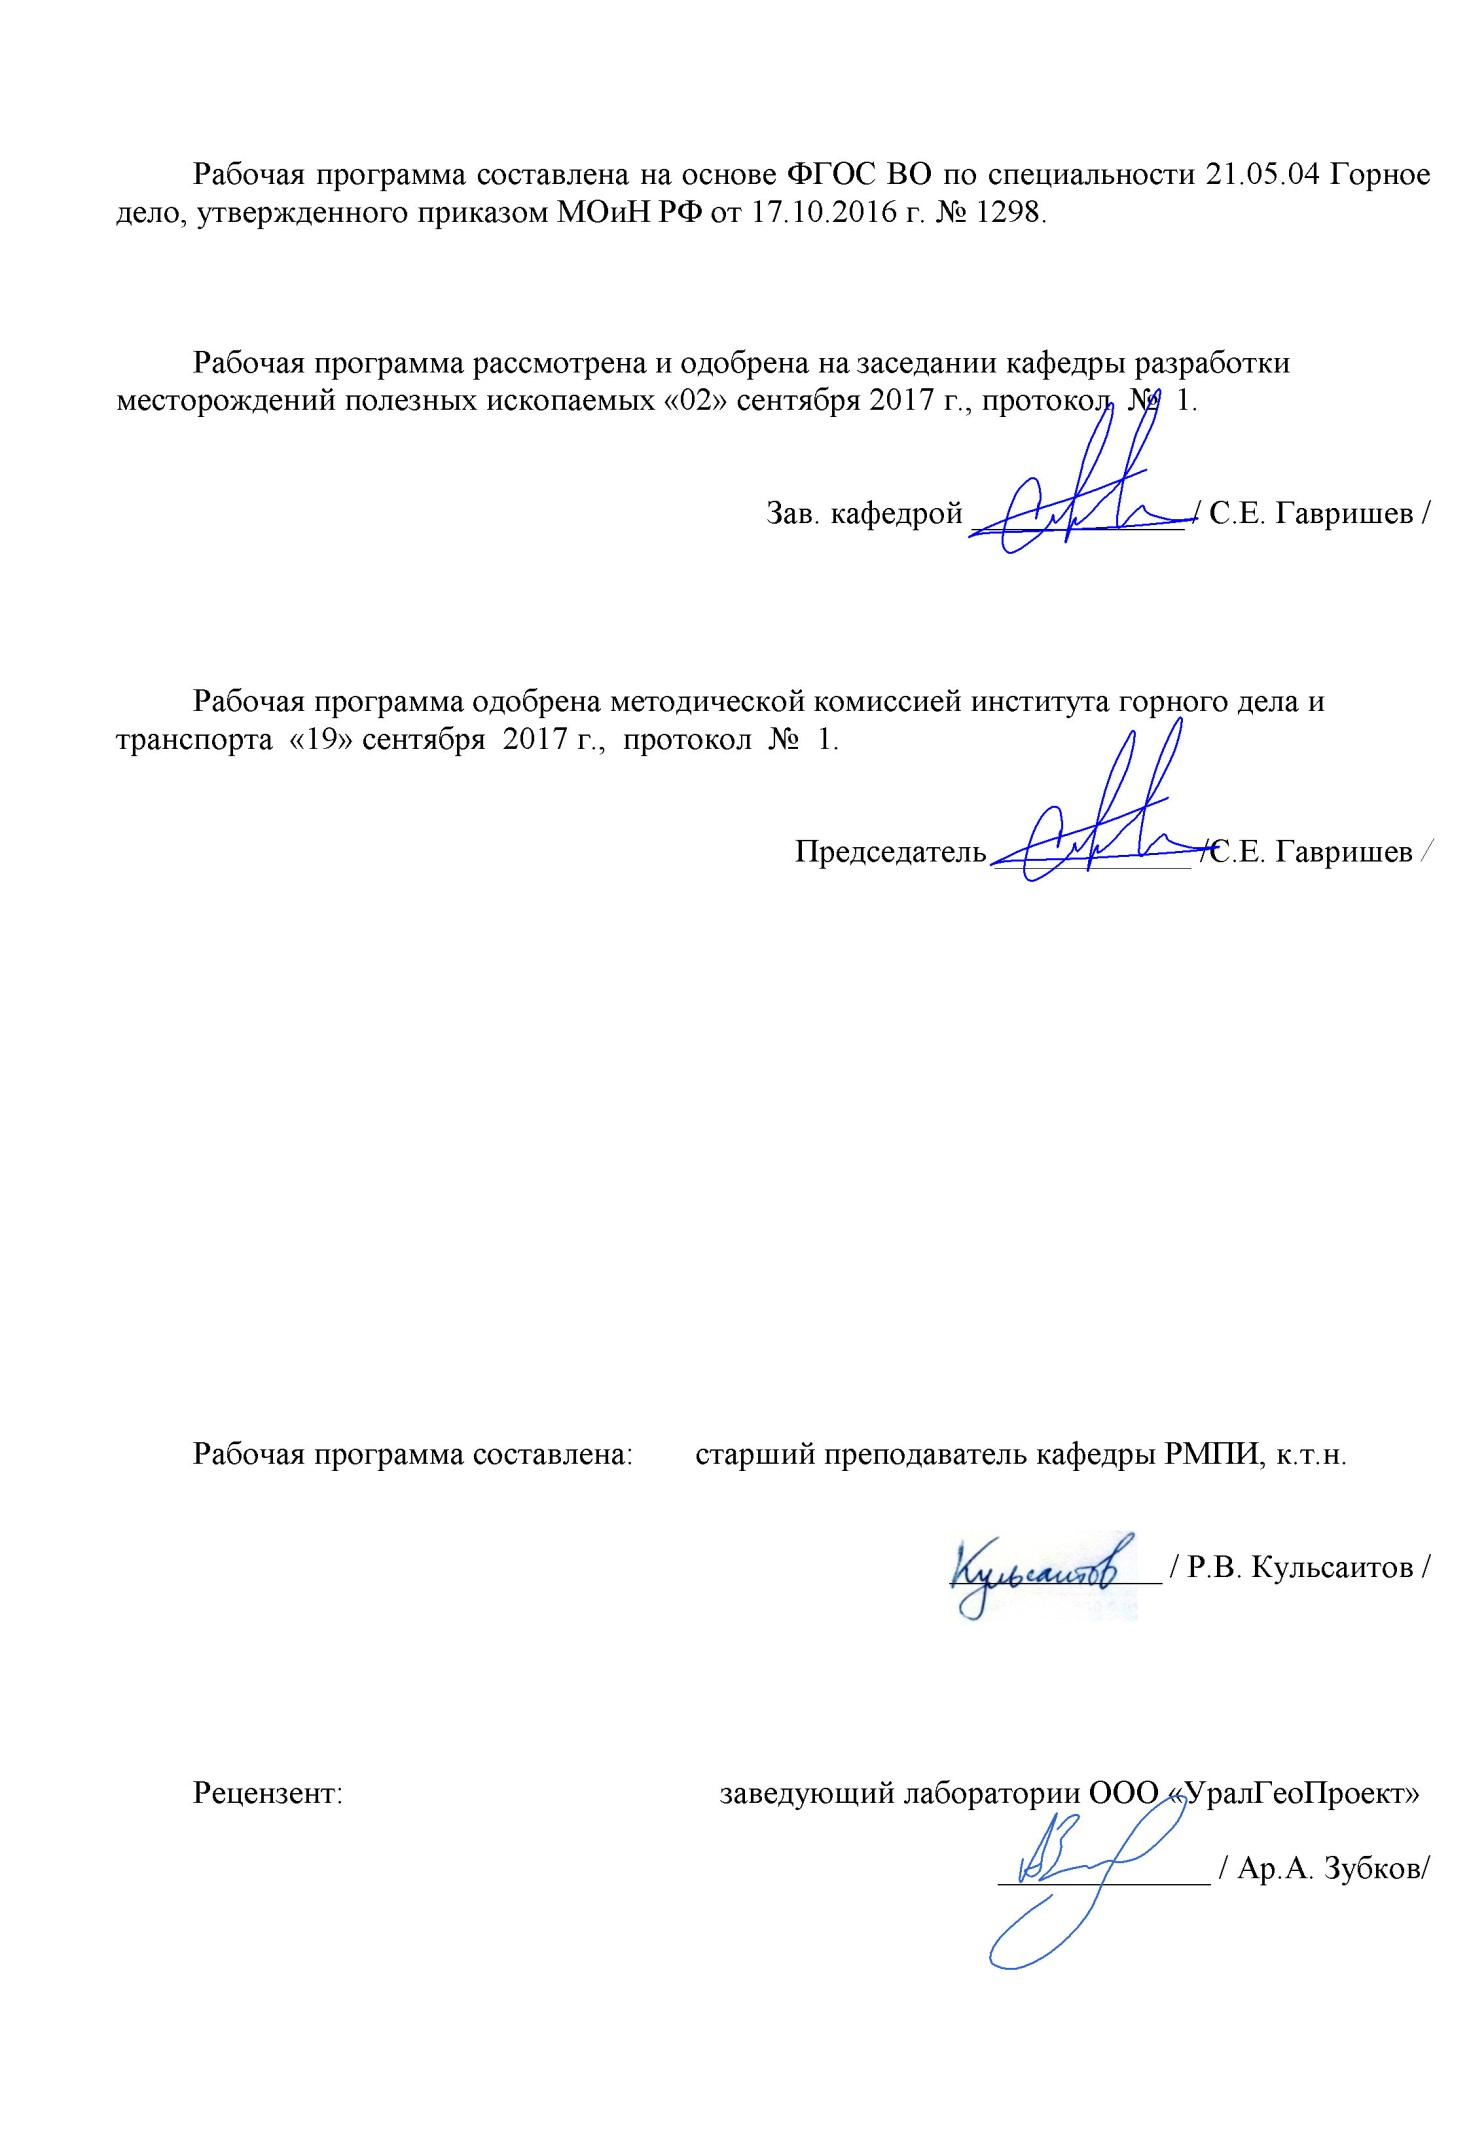 Рабочая программа составлена на основе ФГОС ВО по специальности 21.05.04 Горное
дело, утвержденного приказом МОиН РФ от 17.10.2016 г. № 1298.
Рабочая программа рассмотрена и одобрена на заседании кафедры разработки
месторождений полезных ископаемых «02» сентября 2017 г., протокол № 1.
Зав. кафедрой _____________ / С.Е. Гавришев /
Рабочая программа одобрена методической комиссией института горного дела и
транспорта «19» сентября 2017 г., протокол № 1.
Председатель ____________ /С.Е. Гавришев /
Рабочая программа составлена: старший преподаватель кафедры РМПИ, к.т.н.
Кульсаитов / Р.В. Кульсаитов /
Рецензент: заведующий лаборатории ООО «УралГеоПроект»
_____________ / Ар.А. Зубков/